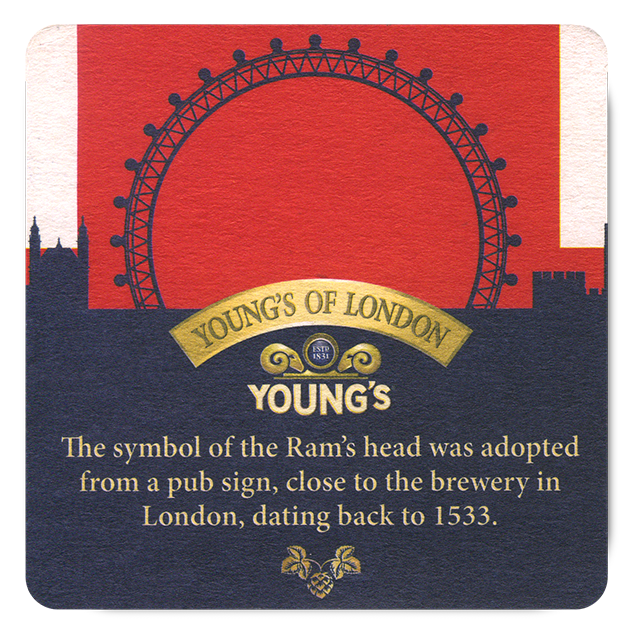 YOUNG'S OF LONDON
ESTD
1831
YOUNG'S
The symbol of the Ram's head was adopted
from a pub sign, close to the brewery in
London, dating back to 1533.